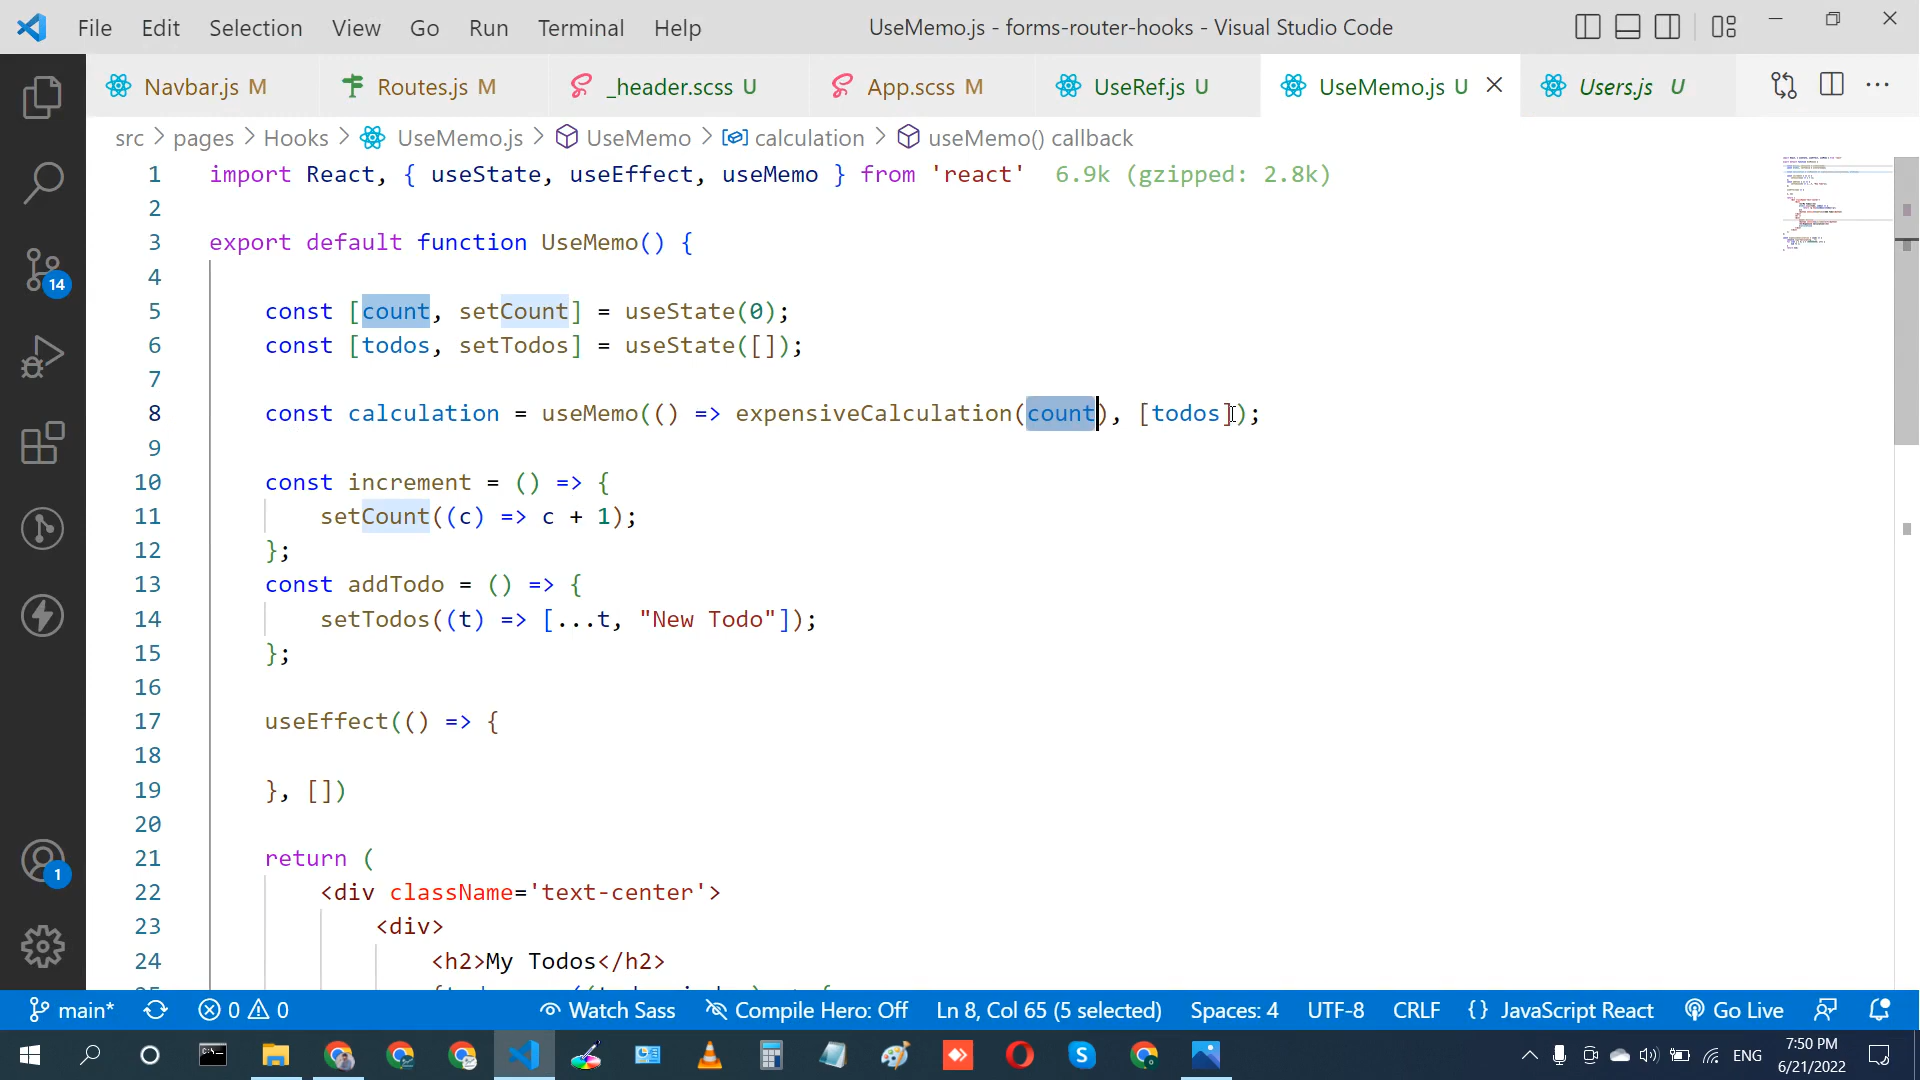 File Edit Selection View Go Run Terminal Help UseMemo.js - forms-router-hooks - Visual Studio Code
Navbar.js M Routes.js M _header.scss U App.scss M UseRef.js U UseMemo.js U Users.js U
src > pages > Hooks > UseMemo.js > UseMemo > calculation > useMemo() callback
1 import React, { useState, useEffect, useMemo } from 'react' 6.9k (gzipped: 2.8k)
2
3 export default function UseMemo() {
4
5 const [count, setCount] = useState(0);
6 const [todos, setTodos] = useState([]);
7
8 const calculation = useMemo(() => expensiveCalculation(count), [todos]);
9
10 const increment = () => {
11 setCount((c) => c + 1);
12 };
13 const addTodo = () => {
14 setTodos((t) => [...t, "New Todo"]);
15 };
16
17 useEffect(() => {
18
19 }, [])
20
21 return (
22 <div className='text-center'>
23 <div>
24 <h2>My Todos</h2>
14
1
main* 0 0 Watch Sass Compile Hero: Off Ln 8, Col 65 (5 selected) Spaces: 4 UTF-8 CRLF {} JavaScript React Go Live
ENG 7:50 PM
6/21/2022